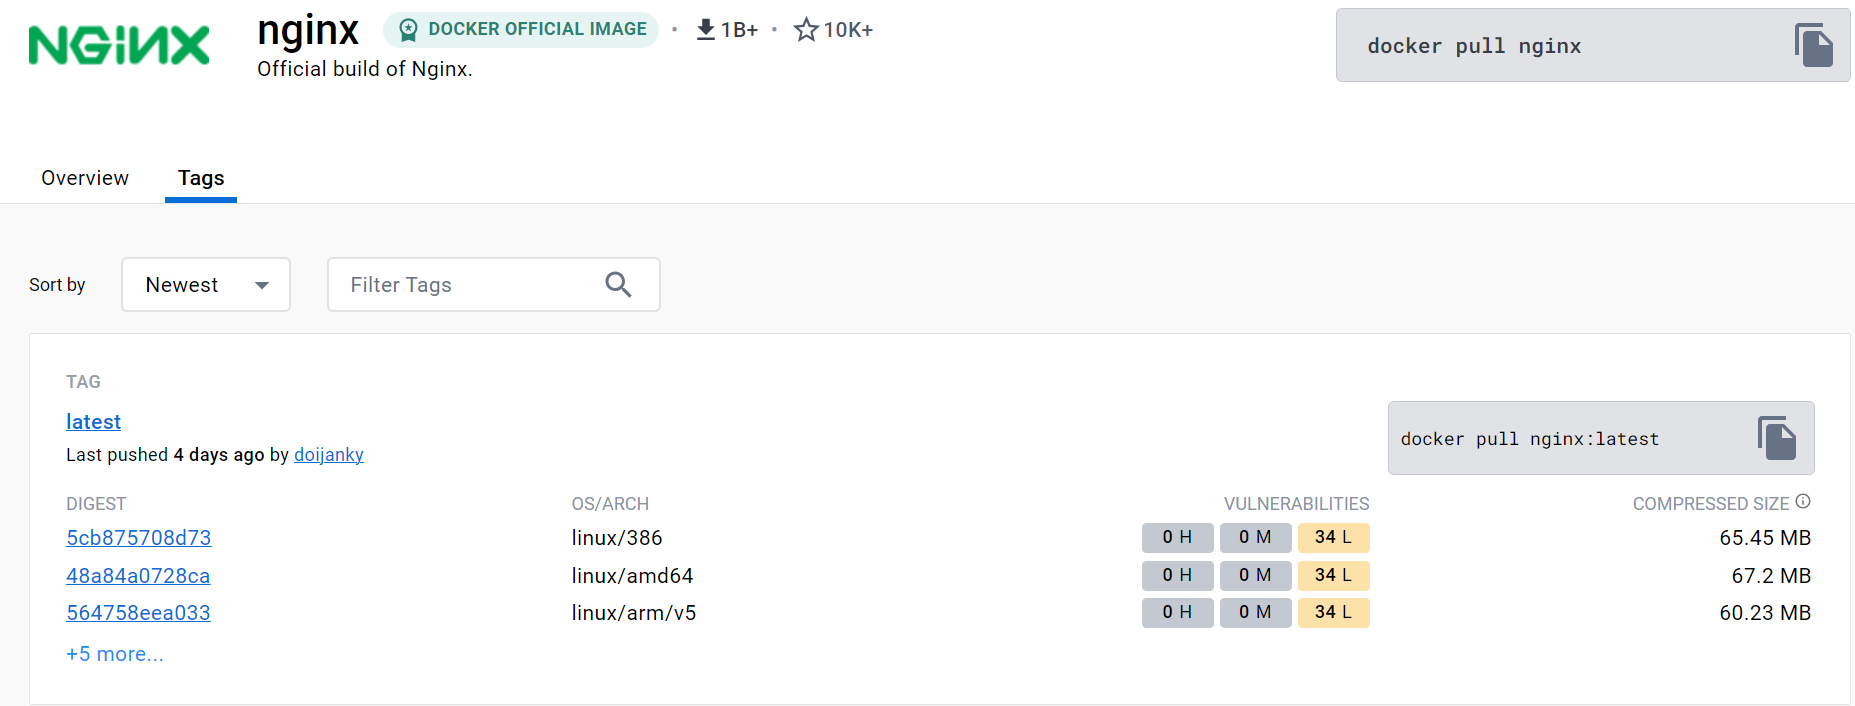 NGINX
nginx DOCKER OFFICIAL IMAGE • 1B+ • 10K+
Official build of Nginx.
docker pull nginx
Overview Tags
Sort by Newest Filter Tags
TAG
latest
Last pushed 4 days ago by doijanky
docker pull nginx:latest
DIGEST OS/ARCH VULNERABILITIES COMPRESSED SIZE
5cb875708d73 linux/386 0 H 0 M 34 L 65.45 MB
48a84a0728ca linux/amd64 0 H 0 M 34 L 67.2 MB
564758eea033 linux/arm/v5 0 H 0 M 34 L 60.23 MB
+5 more...